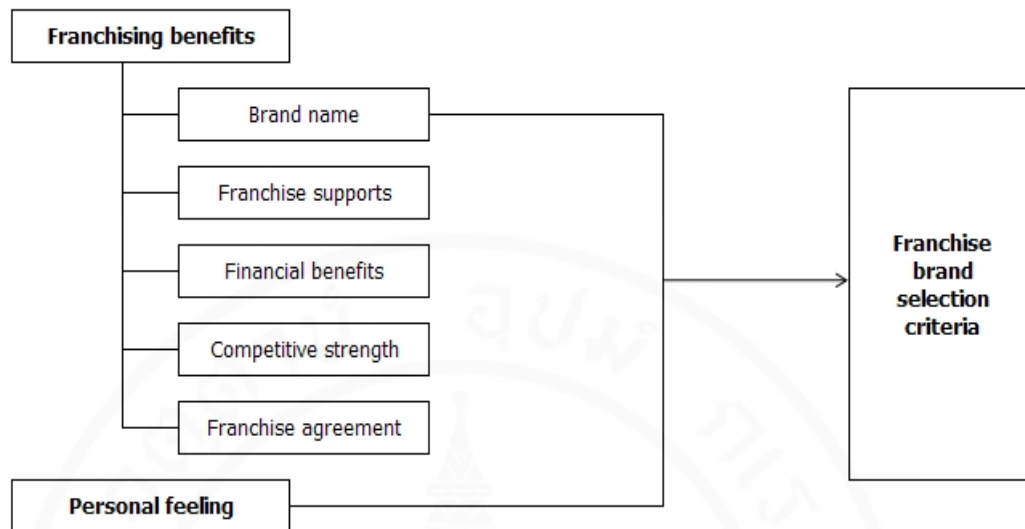 Franchising benefits
Brand name
Franchise supports
Financial benefits
Competitive strength
Franchise agreement
Personal feeling
Franchise
brand
selection
criteria